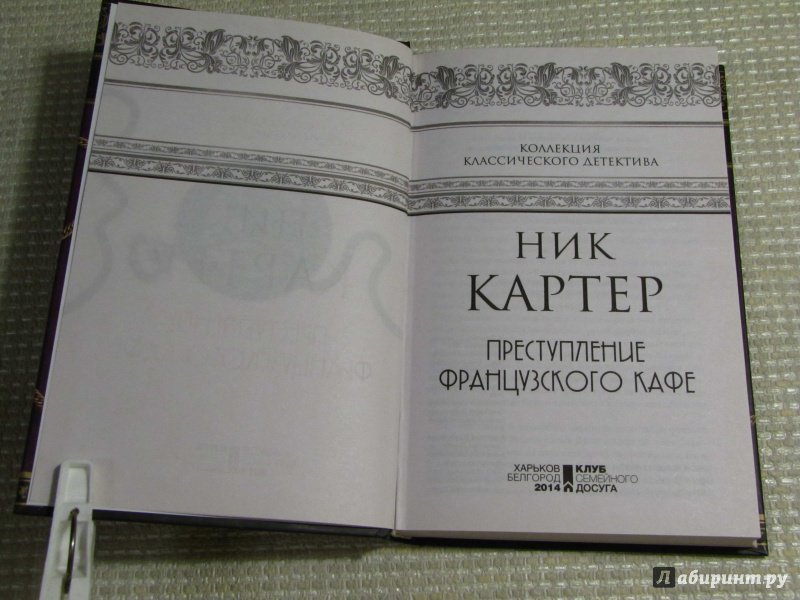 КОЛЛЕКЦИЯ
КЛАССИЧЕСКОГО ДЕТЕКТИВА
НИК
КАРТЕР
ПРЕСТУПЛЕНИЕ
ФРАНЦУЗСКОГО КАФЕ
ХАРЬКОВ
БЕЛГОРОД
2014
КЛУБ
СЕМЕЙНОГО
ДОСУГА
Лабиринт.ру